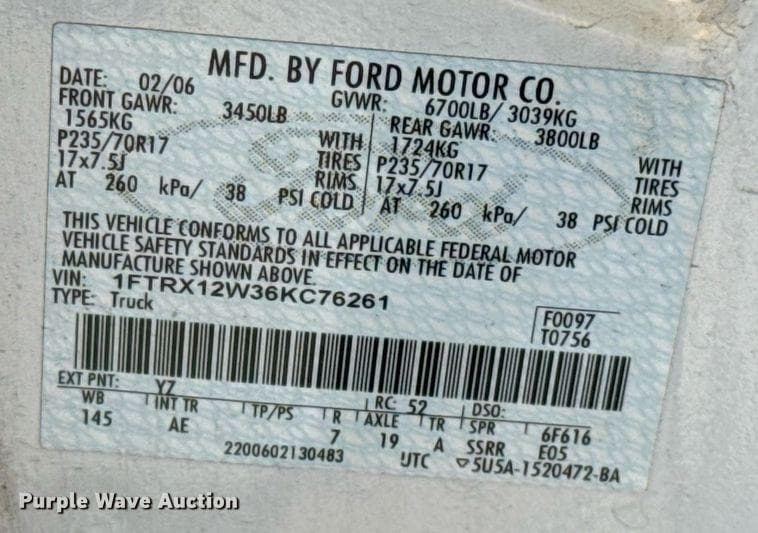 MFD. BY FORD MOTOR CO.
DATE: 02/06 GVWR: 6700LB/ 3039KG
FRONT GAWR: 3450LB REAR GAWR: 3800LB
1565KG WITH 1724KG WITH
P235/70R17 TIRES P235/70R17 TIRES
17x7.5J RIMS 17x7.5J RIMS
AT 260 kPa/ 38 PSI COLD AT 260 kPa/ 38 PSI COLD
THIS VEHICLE CONFORMS TO ALL APPLICABLE FEDERAL MOTOR
VEHICLE SAFETY STANDARDS IN EFFECT ON THE DATE OF
MANUFACTURE SHOWN ABOVE.
VIN: 1FTRX12W36KC76261
TYPE: Truck
F0097
T0756
EXT PNT: YZ RC: 52 DSO:
WB INT TR TP/PS R AXLE TR SPR 6F616
145 AE 7 19 A SSRR E05
2200602130483 UTC 5U5A-1520472-BA
Purple Wave Auction